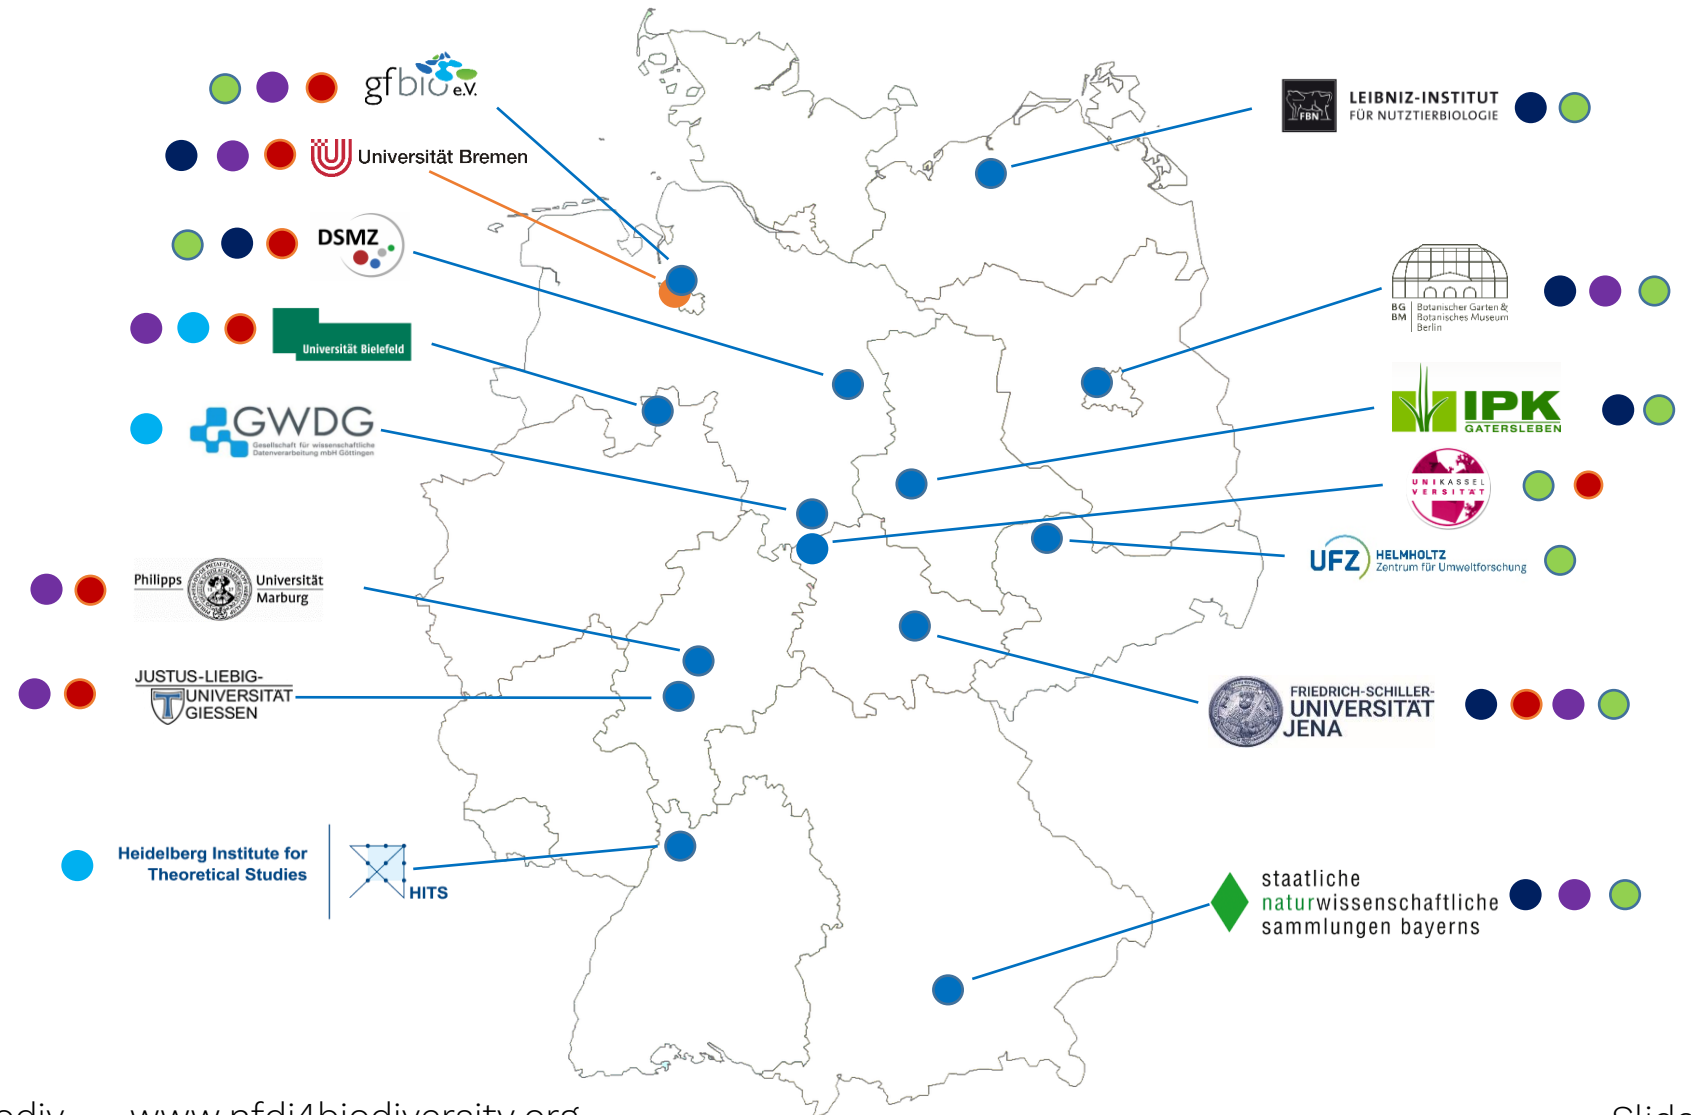 gfbio e.V.
Universität Bremen
DSMZ
Universität Bielefeld
GWDG
Gesellschaft für wissenschaftliche
Datenverarbeitung mbH Göttingen
Philipps Universität
Marburg
JUSTUS-LIEBIG-
UNIVERSITÄT
GIESSEN
Heidelberg Institute for
Theoretical Studies
HITS
FBN
LEIBNIZ-INSTITUT
FÜR NUTZTIERBIOLOGIE
BG Botanischer Garten &
BM Botanisches Museum
Berlin
IPK
GATERSLEBEN
UNIKASSEL
VERSITÄT
UFZ HELMHOLTZ
Zentrum für Umweltforschung
FRIEDRICH-SCHILLER-
UNIVERSITÄT
JENA
staatliche
naturwissenschaftliche
sammlungen bayerns
www.nfdi4biodiversity.org
Slide